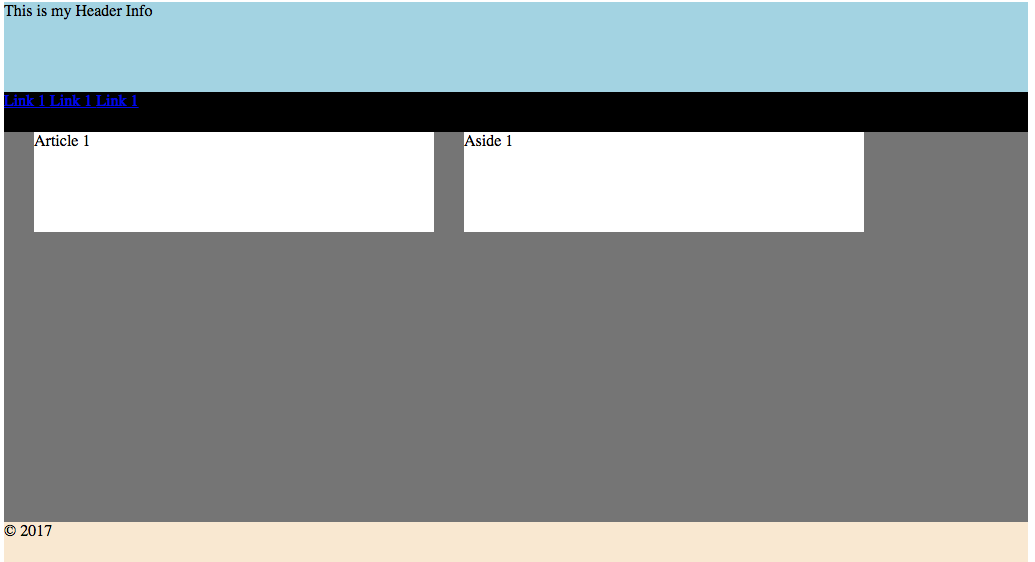 This is my Header Info
Link 1 Link 1 Link 1
Article 1
Aside 1
© 2017